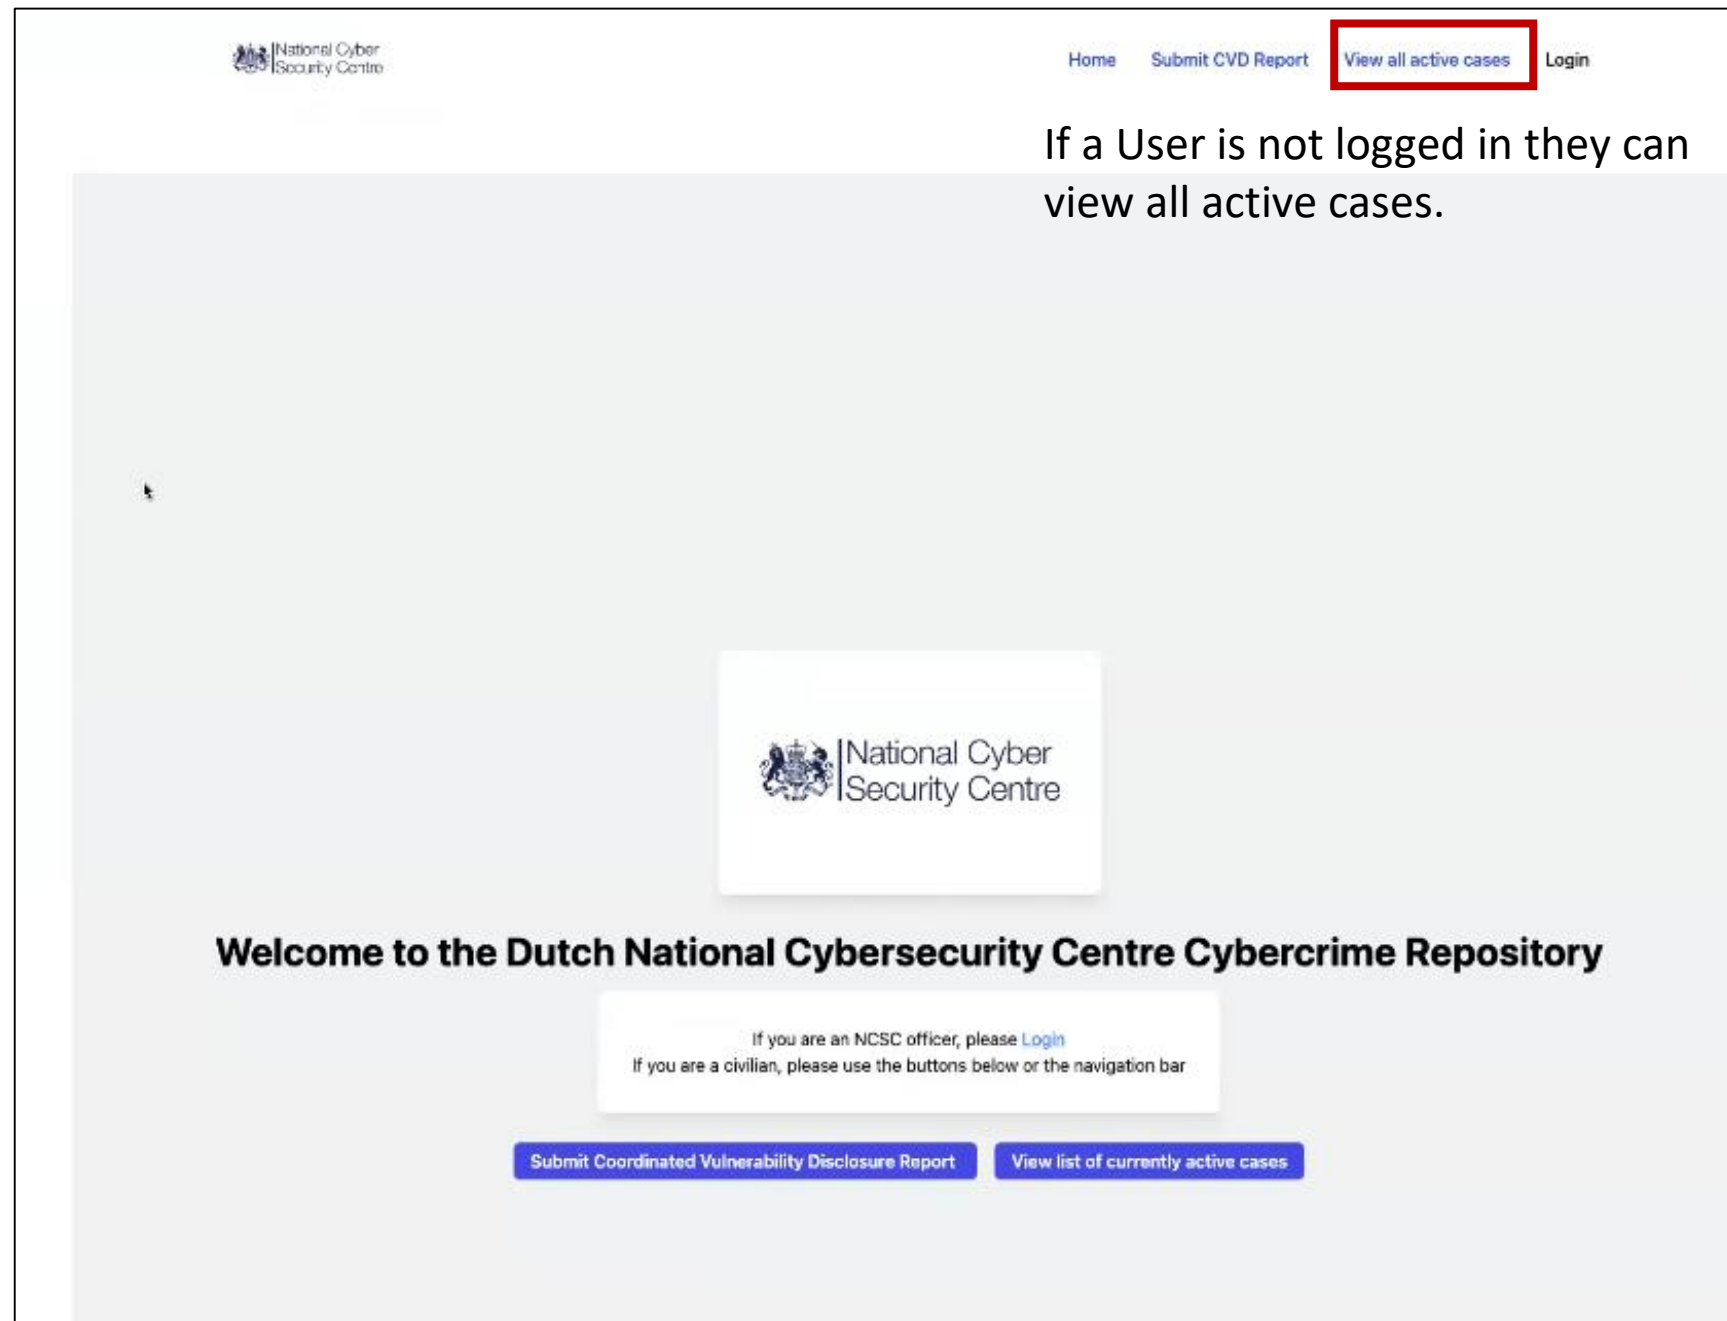 National Cyber
Security Centre
Home Submit CVD Report View all active cases Login
If a User is not logged in they can
view all active cases.
National Cyber
Security Centre
Welcome to the Dutch National Cybersecurity Centre Cybercrime Repository
If you are an NCSC officer, please Login
If you are a civilian, please use the buttons below or the navigation bar
Submit Coordinated Vulnerability Disclosure Report View list of currently active cases